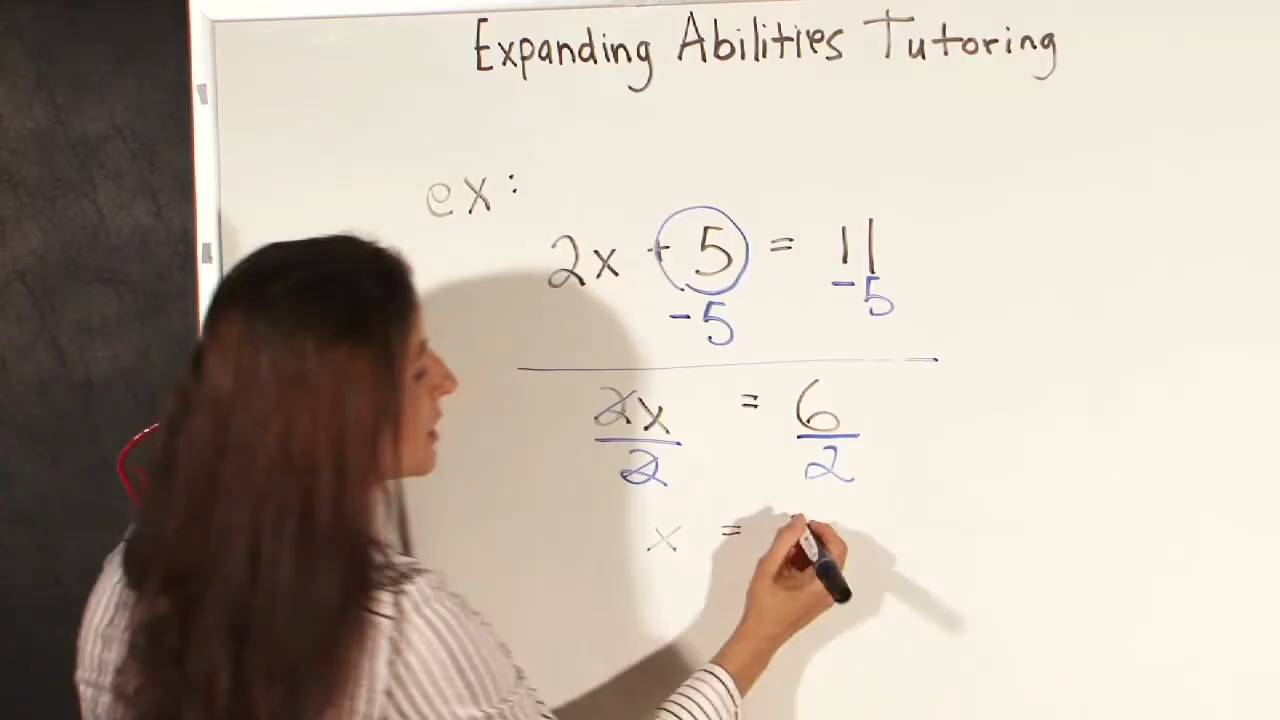 Expanding Abilities Tutoring
ex:
2x + 5 = 11
-5 -5
2x = 6
2 2
x =